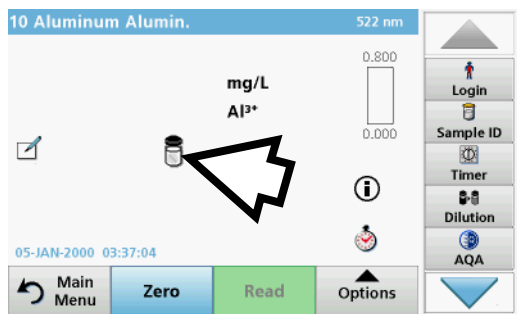 10 Aluminum Alumin.
522 nm
0.800
mg/L
Al³⁺
0.000
05-JAN-2000 03:37:04
Main
Menu
Zero
Read
Options
Login
Sample ID
Timer
Dilution
AQA